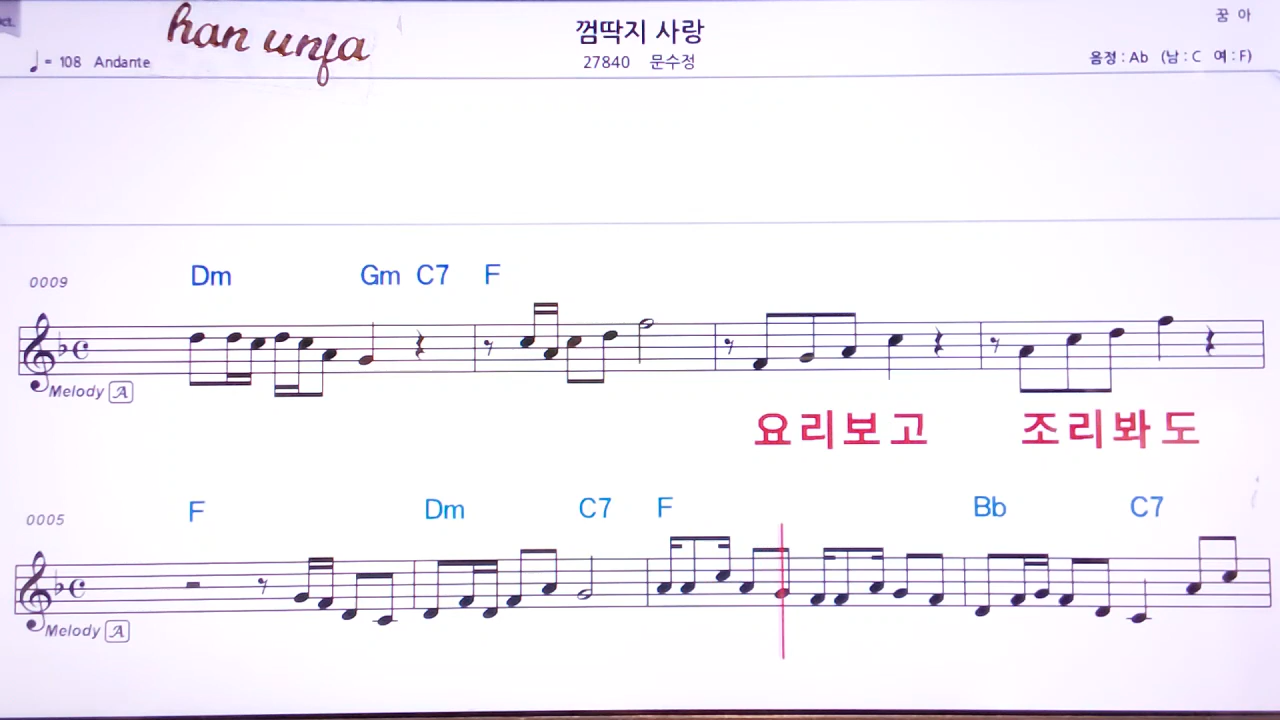 ct.
han unfa
껌딱지 사랑
꿈 아
♩= 108 Andante
27840 문수정
음정 : Ab (남 : C 여 : F)
0009
Dm Gm C7 F
Melody A
요리보고 조리봐도
0005
F Dm C7 F Bb C7
Melody A